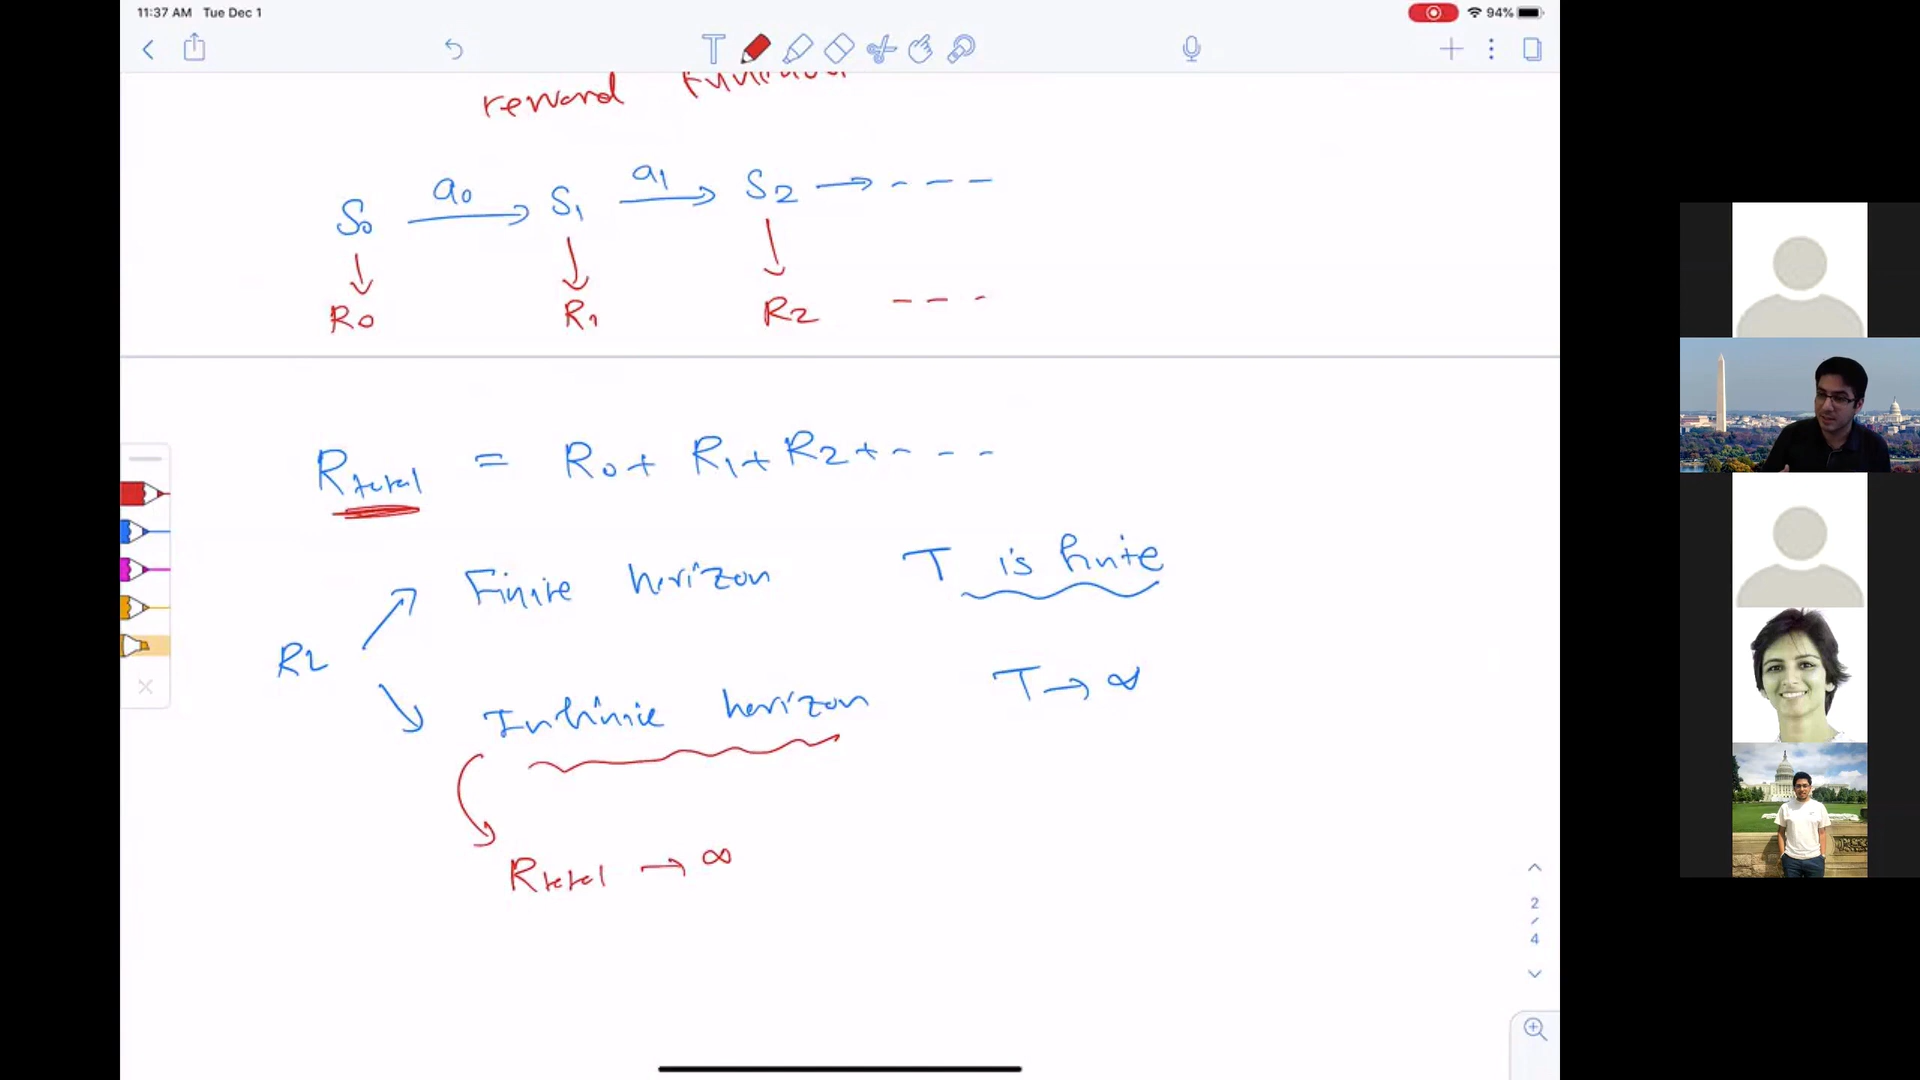 11:37 AM Tue Dec 1
94%
T
reward
a0 a1
S0 S1 S2 → - - -
R0 R1 R2 - - -
Rtotal = R0 + R1 + R2 + - - -
Finite horizon T is finite
RL
Infinite horizon T → ∞
Rtotal → ∞
2
/
4